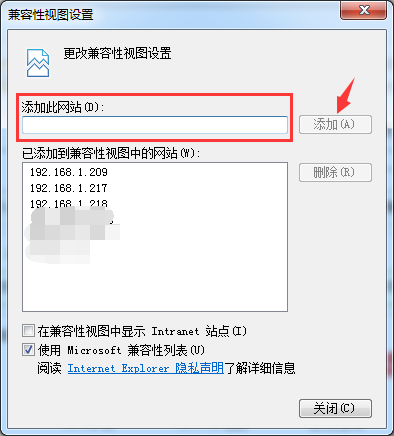 兼容性视图设置
更改兼容性视图设置
添加此网站(D):
添加(A)
已添加到兼容性视图中的网站(W):
192.168.1.209
192.168.1.217
192.168.1.218
删除(R)
在兼容性视图中显示 Intranet 站点(I)
使用 Microsoft 兼容性列表(U)
阅读 Internet Explorer 隐私声明了解详细信息
关闭(C)